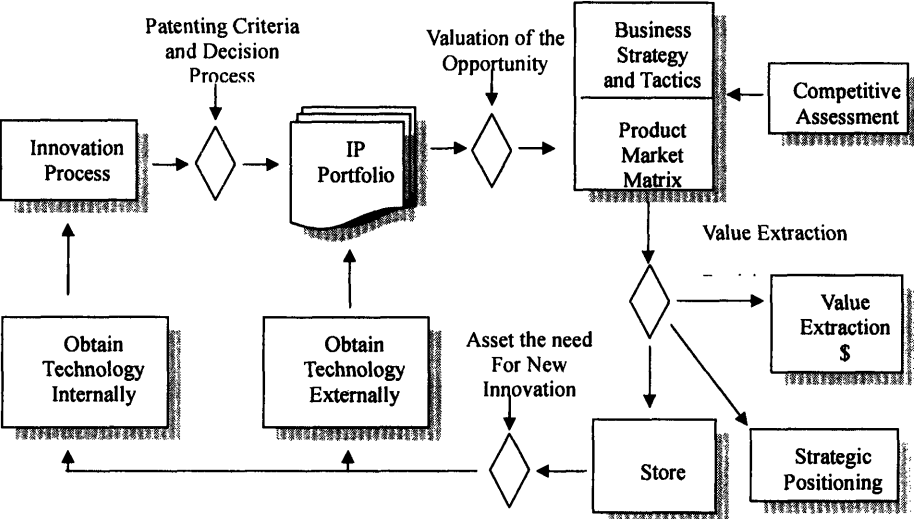 Patenting Criteria
and Decision
Process
Valuation of the
Opportunity
Business
Strategy
and Tactics
Product
Market
Matrix
Competitive
Assessment
Innovation
Process
IP
Portfolio
Value Extraction
Value
Extraction
$
Obtain
Technology
Internally
Obtain
Technology
Externally
Asset the need
For New
Innovation
Store
Strategic
Positioning